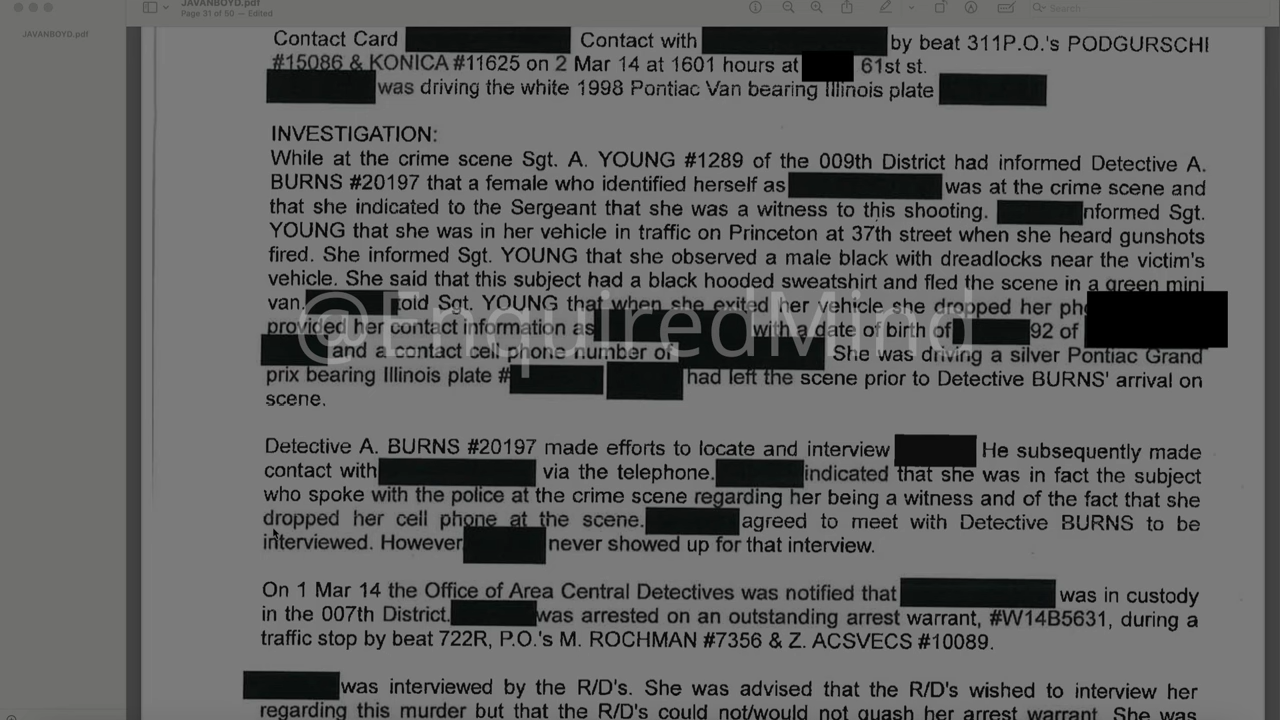 JAVANBOYD.pdf
Page 31 of 50 — Edited
Search
JAVANBOYD.pdf
Contact Card Contact with by beat 311P.O.'s PODGURSCHI
#15086 & KONICA #11625 on 2 Mar 14 at 1601 hours at 61st st.
was driving the white 1998 Pontiac Van bearing Illinois plate
INVESTIGATION:
While at the crime scene Sgt. A. YOUNG #1289 of the 009th District had informed Detective A.
BURNS #20197 that a female who identified herself as was at the crime scene and
that she indicated to the Sergeant that she was a witness to this shooting. nformed Sgt.
YOUNG that she was in her vehicle in traffic on Princeton at 37th street when she heard gunshots
fired. She informed Sgt. YOUNG that she observed a male black with dreadlocks near the victim's
vehicle. She said that this subject had a black hooded sweatshirt and fled the scene in a green mini
van. old Sgt. YOUNG that when she exited her vehicle she dropped her pho
@EnquiredMind
provided her contact information as with a date of birth of 92 of
and a contact cell phone number of She was driving a silver Pontiac Grand
prix bearing Illinois plate # had left the scene prior to Detective BURNS' arrival on
scene.
Detective A. BURNS #20197 made efforts to locate and interview He subsequently made
contact with via the telephone. indicated that she was in fact the subject
who spoke with the police at the crime scene regarding her being a witness and of the fact that she
dropped her cell phone at the scene. agreed to meet with Detective BURNS to be
interviewed. However never showed up for that interview.
On 1 Mar 14 the Office of Area Central Detectives was notified that was in custody
in the 007th District. was arrested on an outstanding arrest warrant, #W14B5631, during a
traffic stop by beat 722R, P.O.'s M. ROCHMAN #7356 & Z. ACSVECS #10089.
was interviewed by the R/D's. She was advised that the R/D's wished to interview her
regarding this murder but that the R/D's could not/would not quash her arrest warrant. She was